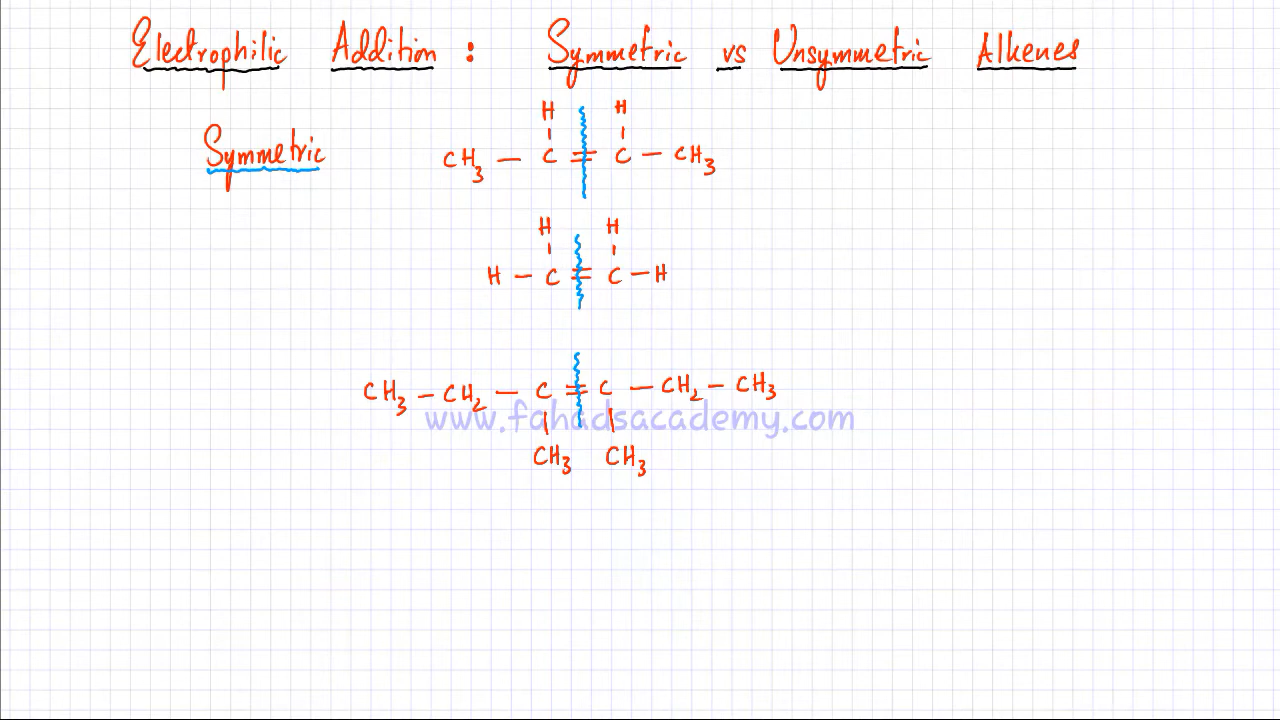 Electrophilic Addition : Symmetric vs Unsymmetric Alkenes
H H
Symmetric CH3 — C = C — CH3
H H
H — C = C — H
CH3 — CH2 — C = C — CH2 — CH3
www.fahadsacademy.com
CH3 CH3